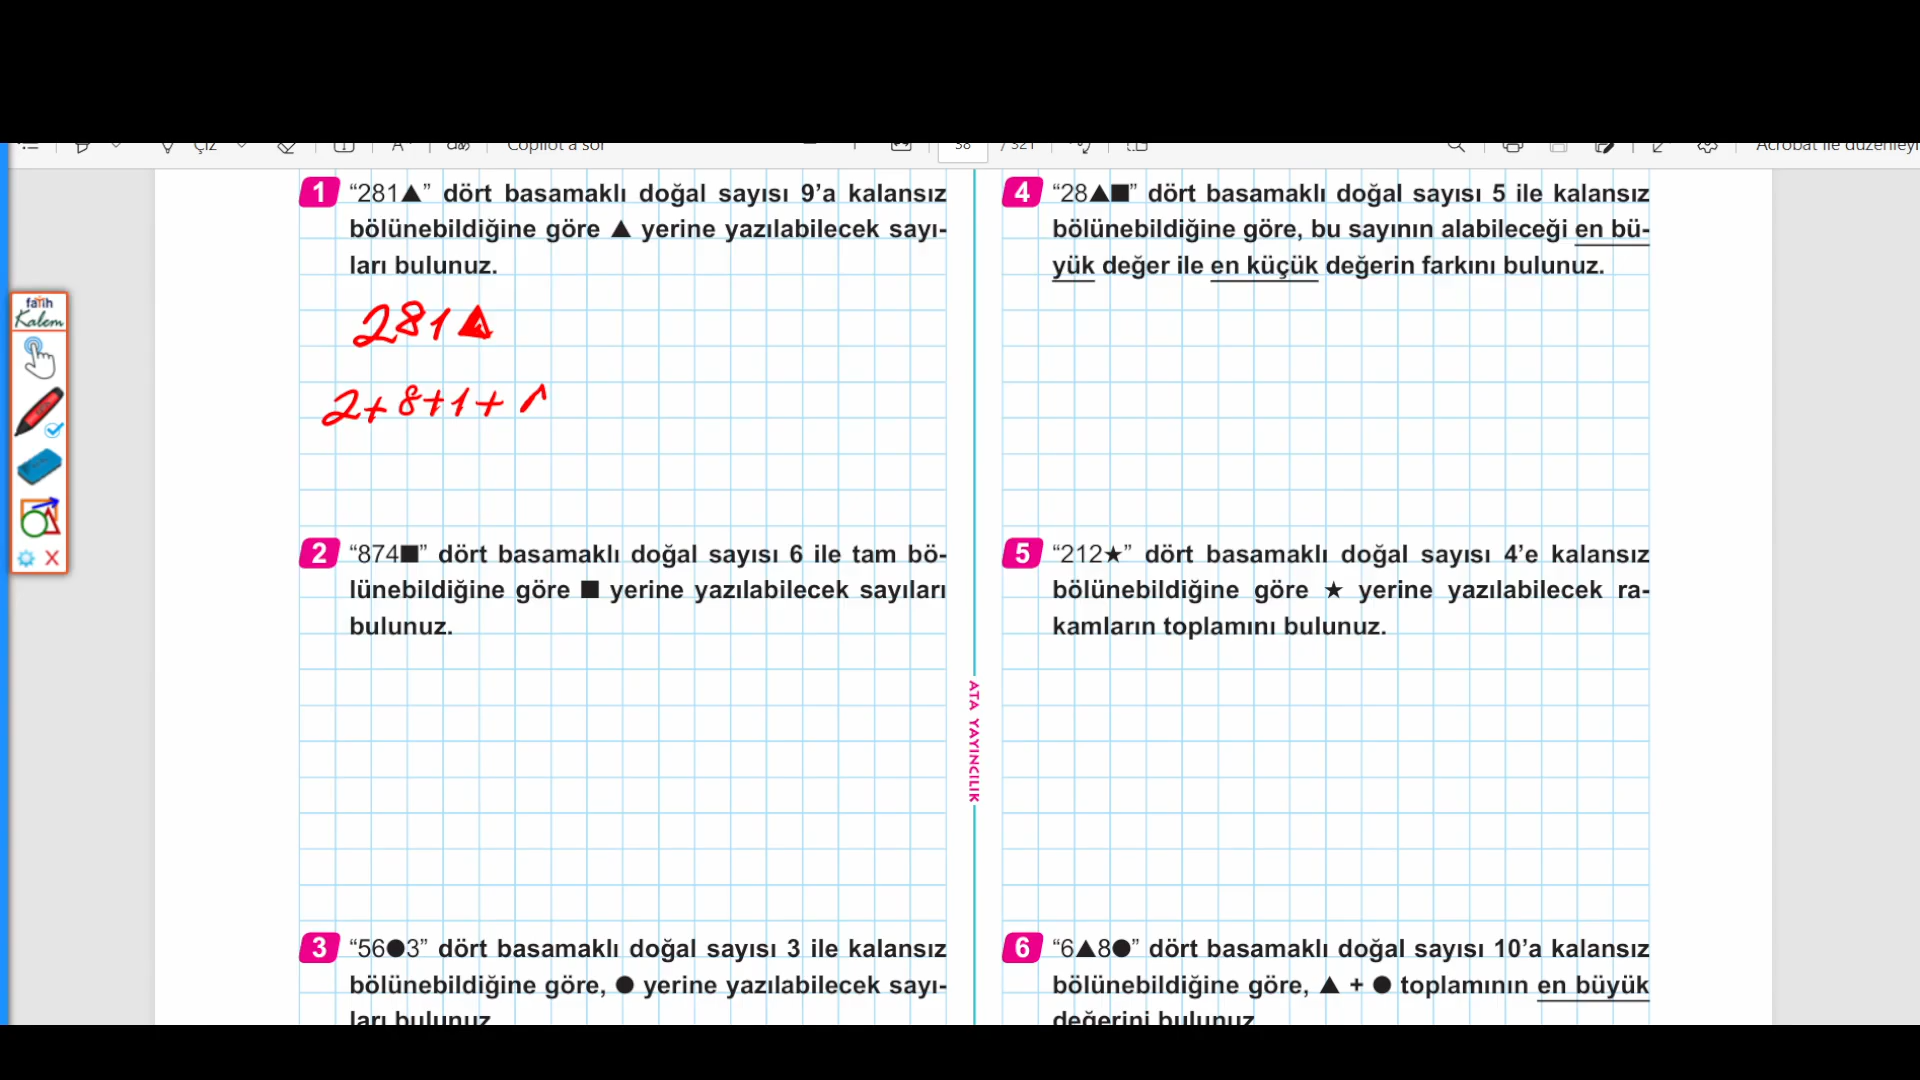 Çiz
Copilot'a sor
58 / 321
Acrobat ile düzenleyi
fatih
Kalem
1 “281▲” dört basamaklı doğal sayısı 9’a kalansız
bölünebildiğine göre ▲ yerine yazılabilecek sayı-
ları bulunuz.
281▲
2+8+1+
2 “874■” dört basamaklı doğal sayısı 6 ile tam bö-
lünebildiğine göre ■ yerine yazılabilecek sayıları
bulunuz.
3 “56●3” dört basamaklı doğal sayısı 3 ile kalansız
bölünebildiğine göre, ● yerine yazılabilecek sayı-
ları bulunuz
ATA YAYINCILIK
4 “28▲■” dört basamaklı doğal sayısı 5 ile kalansız
bölünebildiğine göre, bu sayının alabileceği en bü-
yük değer ile en küçük değerin farkını bulunuz.
5 “212★” dört basamaklı doğal sayısı 4’e kalansız
bölünebildiğine göre ★ yerine yazılabilecek ra-
kamların toplamını bulunuz.
6 “6▲8●” dört basamaklı doğal sayısı 10’a kalansız
bölünebildiğine göre, ▲ + ● toplamının en büyük
değerini bulunuz